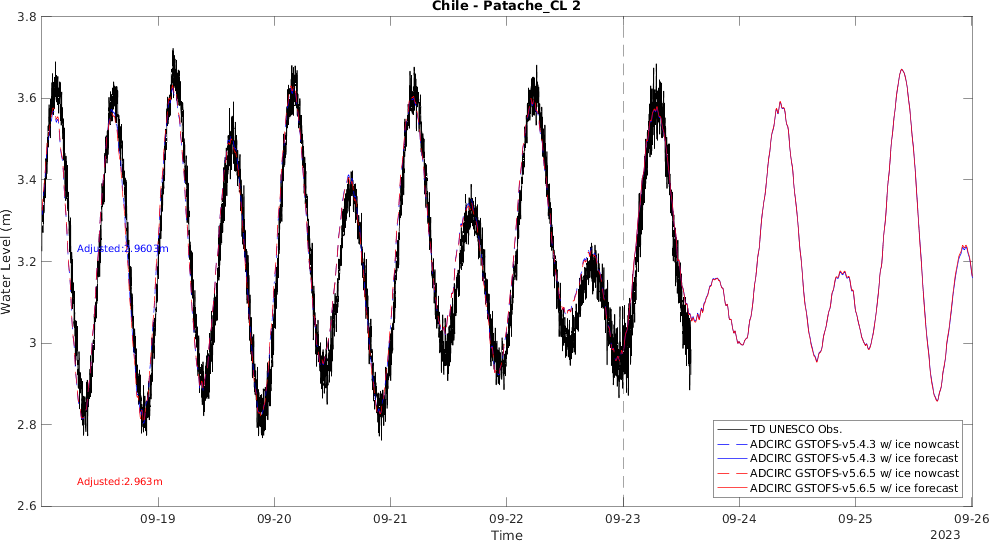 Chile - Patache_CL 2
3.8
3.6
3.4
3.2
3
2.8
2.6
Water Level (m)
Adjusted:2.9603m
Adjusted:2.963m
TD UNESCO Obs.
ADCIRC GSTOFS-v5.4.3 w/ ice nowcast
ADCIRC GSTOFS-v5.4.3 w/ ice forecast
ADCIRC GSTOFS-v5.6.5 w/ ice nowcast
ADCIRC GSTOFS-v5.6.5 w/ ice forecast
09-19 09-20 09-21 09-22 09-23 09-24 09-25 09-26
Time
2023